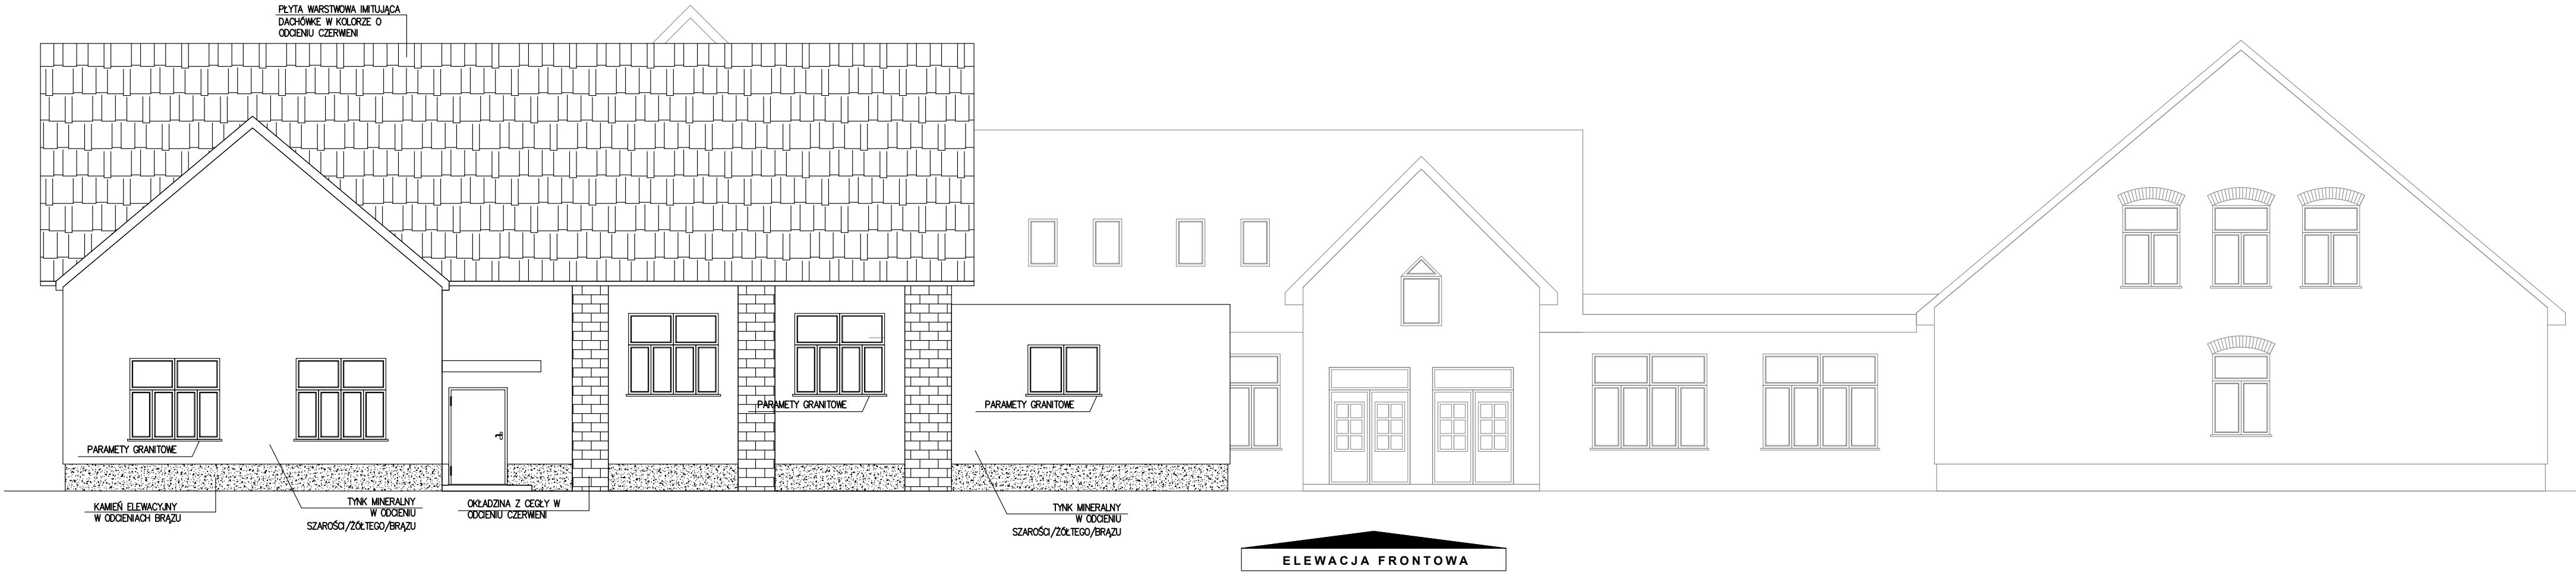 PŁYTA WARSTWOWA IMITUJĄCA
DACHÓWKE W KOLORZE O
ODCIENIU CZERWIENI
PARAMETY GRANITOWE
PARAMETY GRANITOWE
PARAMETY GRANITOWE
KAMIEŃ ELEWACYJNY
W ODCIENIACH BRĄZU
TYNK MINERALNY
W ODCIENIU
SZAROŚCI/ŻÓŁTEGO/BRĄZU
OKŁADZINA Z CEGŁY W
ODCIENIU CZERWIENI
TYNK MINERALNY
W ODCIENIU
SZAROŚCI/ŻÓŁTEGO/BRĄZU
ELEWACJA FRONTOWA